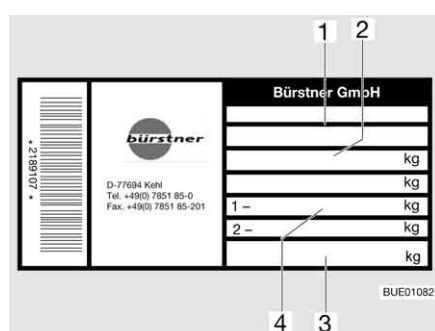 1
2
Bürstner GmbH
* 2189107 *
bürstner
D-77694 Kehl
Tel. +49(0) 7851 85-0
Fax. +49(0) 7851 85-201
kg
kg
1 – kg
2 – kg
kg
BUE01082
4
3